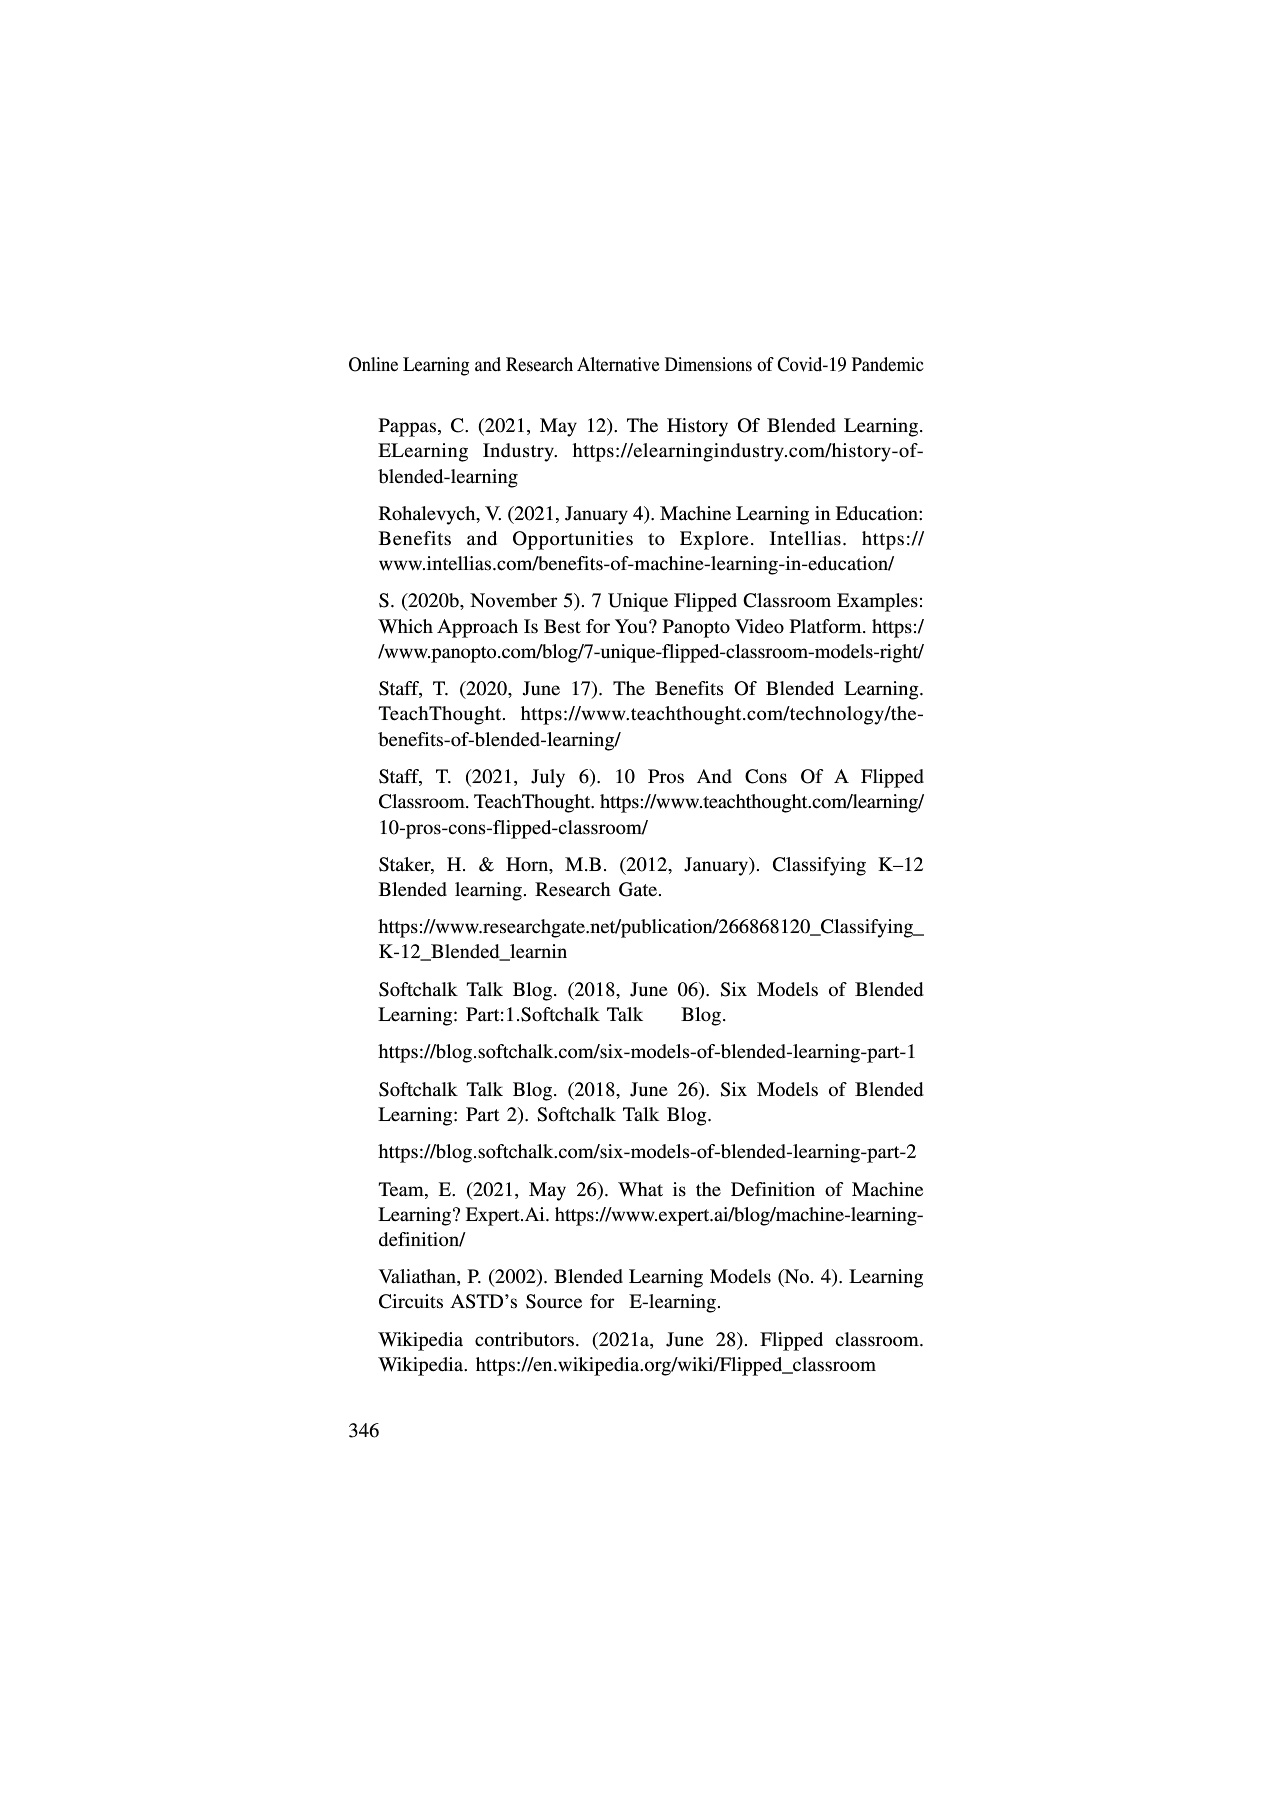 Online Learning and Research Alternative Dimensions of Covid-19 Pandemic
Pappas, C. (2021, May 12). The History Of Blended Learning.
ELearning Industry. https://elearningindustry.com/history-of-
blended-learning
Rohalevych, V. (2021, January 4). Machine Learning in Education:
Benefits and Opportunities to Explore. Intellias. https://
www.intellias.com/benefits-of-machine-learning-in-education/
S. (2020b, November 5). 7 Unique Flipped Classroom Examples:
Which Approach Is Best for You? Panopto Video Platform. https:/
/www.panopto.com/blog/7-unique-flipped-classroom-models-right/
Staff, T. (2020, June 17). The Benefits Of Blended Learning.
TeachThought. https://www.teachthought.com/technology/the-
benefits-of-blended-learning/
Staff, T. (2021, July 6). 10 Pros And Cons Of A Flipped
Classroom. TeachThought. https://www.teachthought.com/learning/
10-pros-cons-flipped-classroom/
Staker, H. & Horn, M.B. (2012, January). Classifying K–12
Blended learning. Research Gate.
https://www.researchgate.net/publication/266868120_Classifying_
K-12_Blended_learnin
Softchalk Talk Blog. (2018, June 06). Six Models of Blended
Learning: Part:1.Softchalk Talk Blog.
https://blog.softchalk.com/six-models-of-blended-learning-part-1
Softchalk Talk Blog. (2018, June 26). Six Models of Blended
Learning: Part 2). Softchalk Talk Blog.
https://blog.softchalk.com/six-models-of-blended-learning-part-2
Team, E. (2021, May 26). What is the Definition of Machine
Learning? Expert.Ai. https://www.expert.ai/blog/machine-learning-
definition/
Valiathan, P. (2002). Blended Learning Models (No. 4). Learning
Circuits ASTD’s Source for E-learning.
Wikipedia contributors. (2021a, June 28). Flipped classroom.
Wikipedia. https://en.wikipedia.org/wiki/Flipped_classroom
346